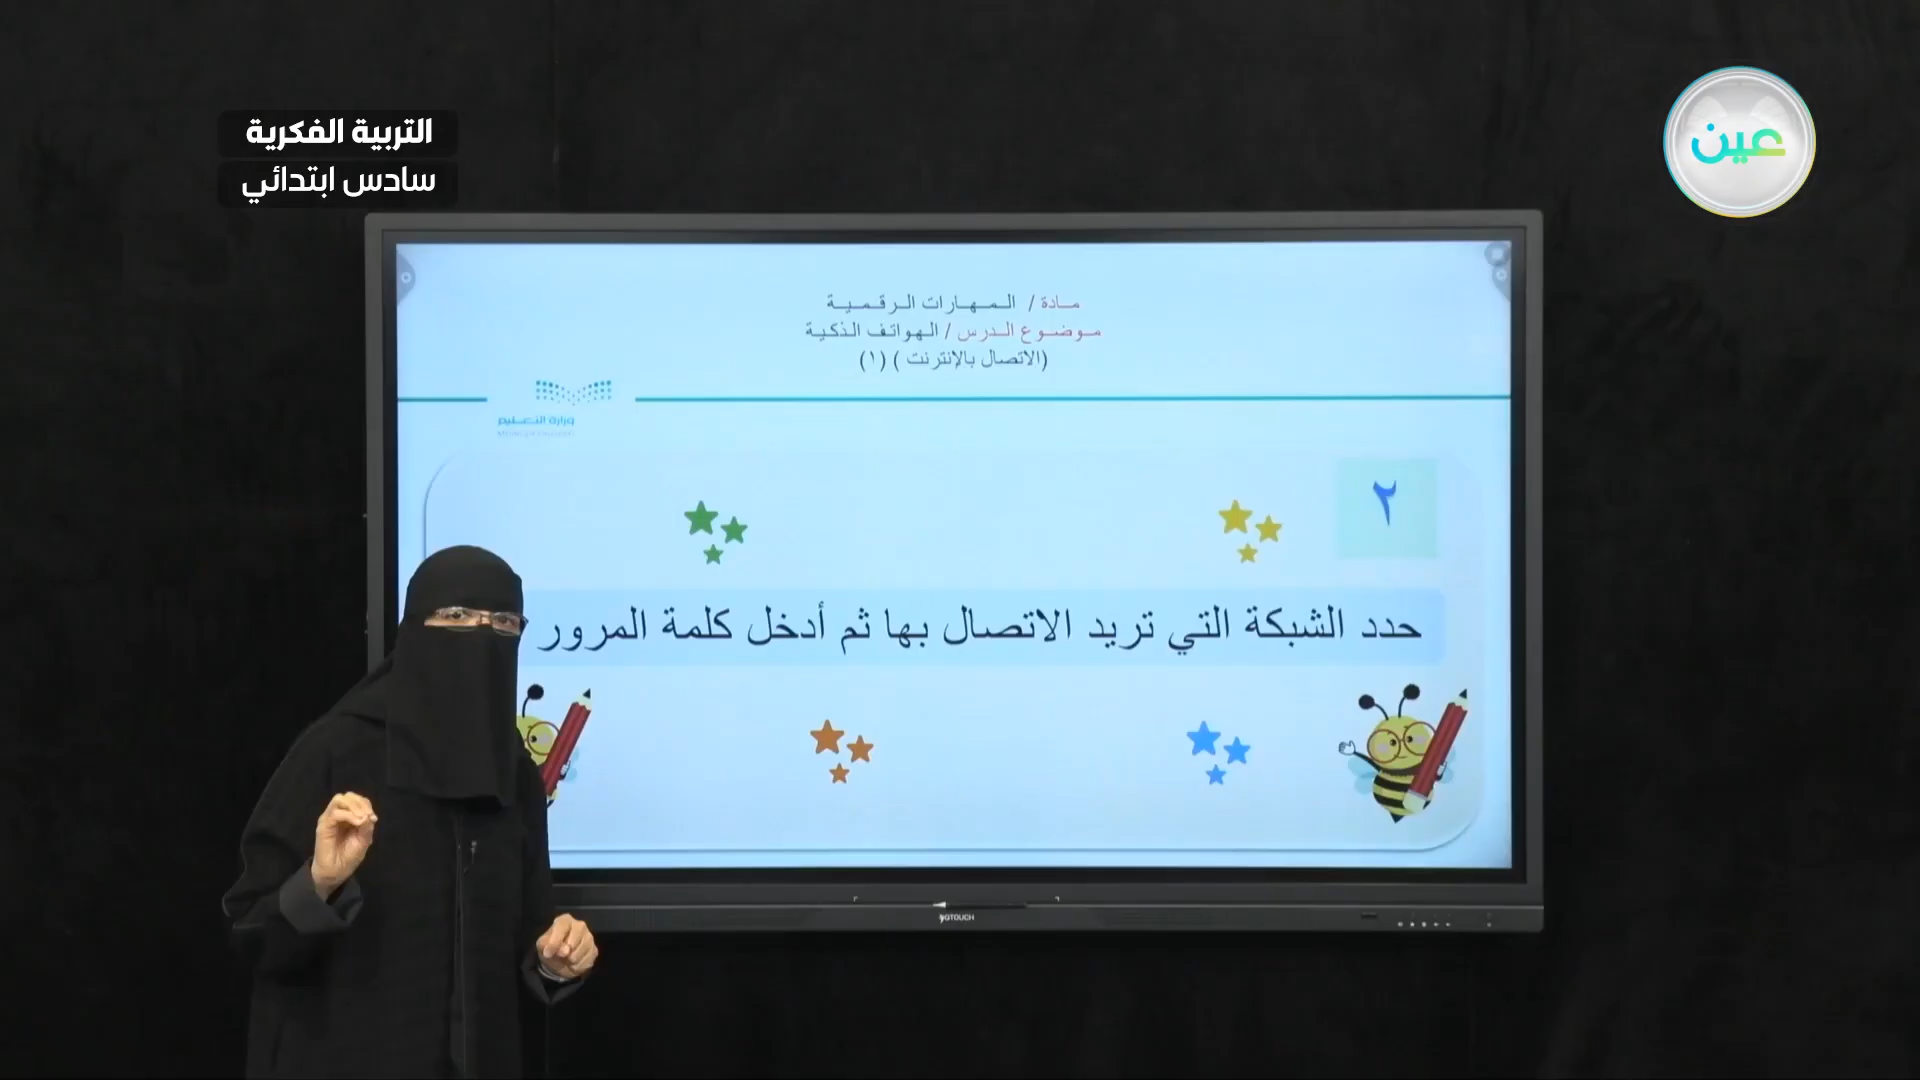 التربية الفكرية
سادس ابتدائي
عين
مادة / المهارات الرقمية
موضوع الدرس / الهواتف الذكية
(الاتصال بالإنترنت ) (١)
وزارة التعليم
٢
حدد الشبكة التي تريد الاتصال بها ثم أدخل كلمة المرور